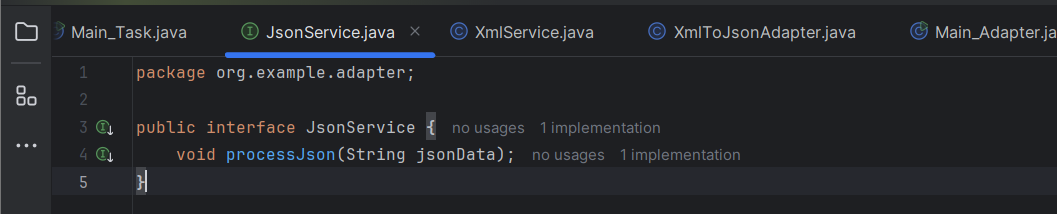 Main_Task.java
JsonService.java
XmlService.java
XmlToJsonAdapter.java
Main_Adapter.ja
1 package org.example.adapter;
2
3 public interface JsonService { no usages 1 implementation
4 void processJson(String jsonData); no usages 1 implementation
5 }